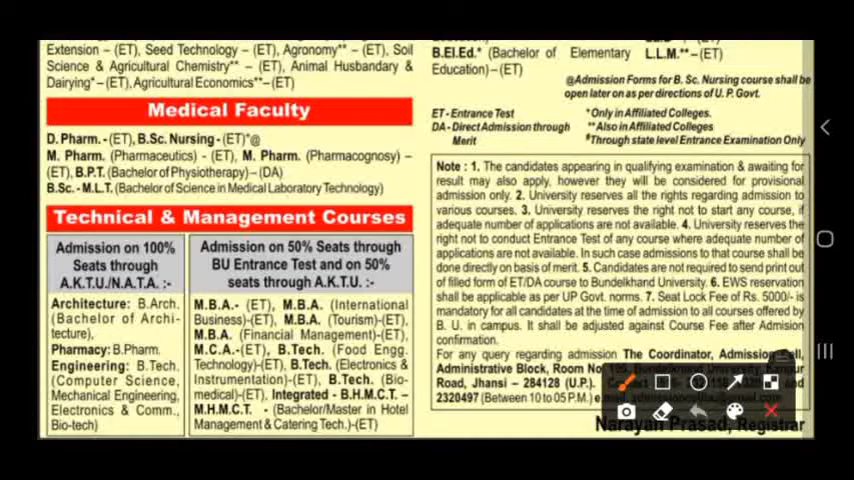 Extension – (ET), Seed Technology – (ET), Agronomy** – (ET), Soil
Science & Agricultural Chemistry** – (ET), Animal Husbandary &
Dairying* – (ET), Agricultural Economics** – (ET)
Medical Faculty
D. Pharm. - (ET), B.Sc. Nursing - (ET)*@
M. Pharm. (Pharmaceutics) - (ET), M. Pharm. (Pharmacognosy) –
(ET), B.P.T. (Bachelor of Physiotherapy) – (DA)
B.Sc. - M.L.T. (Bachelor of Science in Medical Laboratory Technology)
Technical & Management Courses
Admission on 100%
Seats through
A.K.T.U./N.A.T.A. :-
Architecture: B.Arch.
(Bachelor of Archi-
tecture),
Pharmacy: B.Pharm.
Engineering: B.Tech.
(Computer Science,
Mechanical Engineering,
Electronics & Comm.,
Bio-tech)
Admission on 50% Seats through
BU Entrance Test and on 50%
seats through A.K.T.U. :-
M.B.A.- (ET), M.B.A. (International
Business)-(ET), M.B.A. (Tourism)-(ET),
M.B.A. (Financial Management)-(ET),
M.C.A.-(ET), B.Tech. (Food Engg.
Technology)-(ET), B.Tech. (Electronics &
Instrumentation)-(ET), B.Tech. (Bio-
medical)-(ET), Integrated - B.H.M.C.T. –
M.H.M.C.T. - (Bachelor/Master in Hotel
Management & Catering Tech.)-(ET)
B.El.Ed.* (Bachelor of Elementary
Education) – (ET)
L.L.M.** – (ET)
@Admission Forms for B. Sc. Nursing course shall be
open later on as per directions of U. P. Govt.
ET - Entrance Test
DA - Direct Admission through
Merit
*Only in Affiliated Colleges.
**Also in Affiliated Colleges
#Through state level Entrance Examination Only
Note : 1. The candidates appearing in qualifying examination & awaiting for
result may also apply, however they will be considered for provisional
admission only. 2. University reserves all the rights regarding admission to
various courses. 3. University reserves the right not to start any course, if
adequate number of applications are not available. 4. University reserves the
right not to conduct Entrance Test of any course where adequate number of
applications are not available. In such case admissions to that course shall be
done directly on basis of merit. 5. Candidates are not required to send print out
of filled form of ET/DA course to Bundelkhand University. 6. EWS reservation
shall be applicable as per UP Govt. norms. 7. Seat Lock Fee of Rs. 5000/- is
mandatory for all candidates at the time of admission to all courses offered by
B. U. in campus. It shall be adjusted against Course Fee after Admision
confirmation.
For any query regarding admission The Coordinator, Admission Cell,
Administrative Block, Room No. Bundelkhand University, Kanpur
Road, Jhansi – 284128 (U.P.). and
2320497 (Between 10 to 05 P.M.)
Narayan Prasad, Registrar